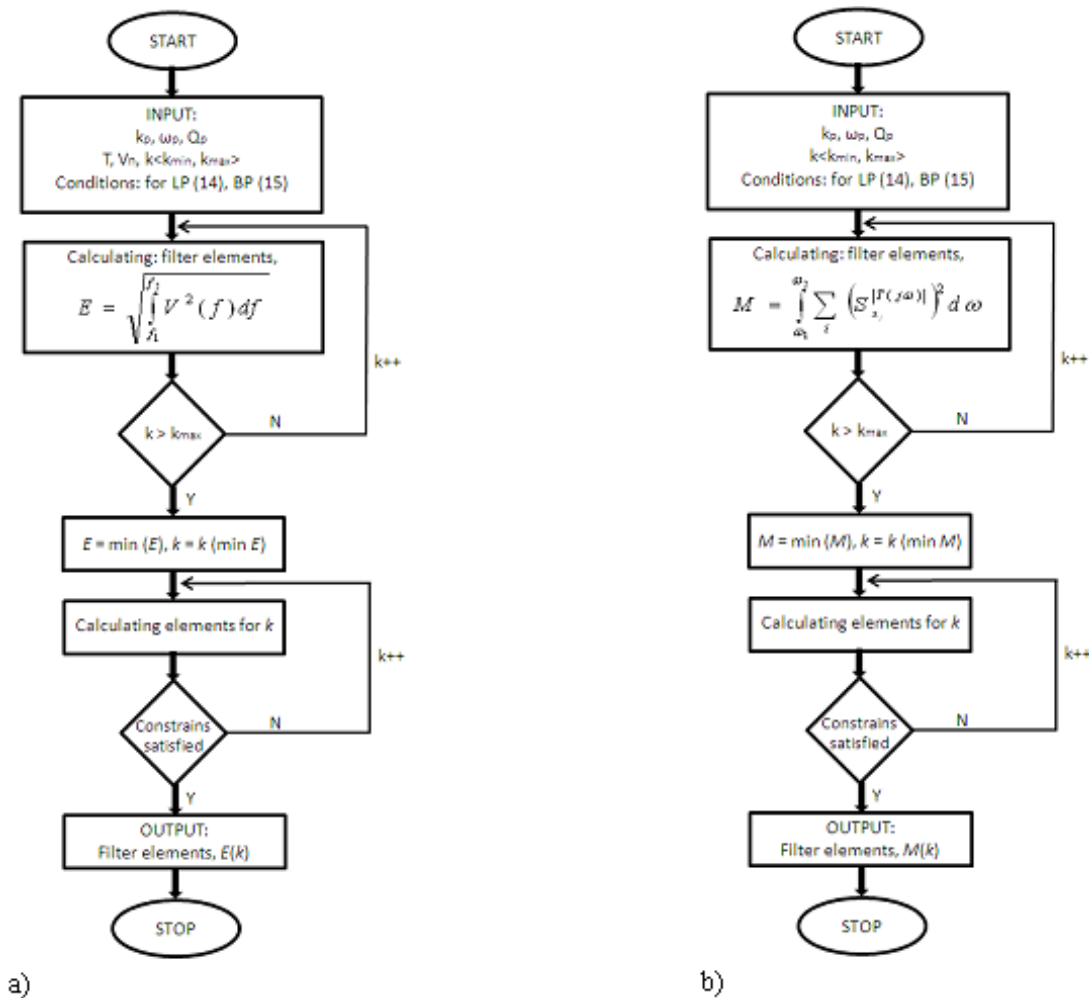 START
INPUT:
kp, ωp, Qp
T, Vn, k<kmin, kmax>
Conditions: for LP (14), BP (15)
Calculating: filter elements,
E = √∫f1f2 V 2 (f) df
k++
k > kmax
N
Y
E = min (E), k = k (min E)
Calculating elements for k
k++
Constrains
satisfied
N
Y
OUTPUT:
Filter elements, E(k)
STOP
a)
START
INPUT:
kp, ωp, Qp
k<kmin, kmax>
Conditions: for LP (14), BP (15)
Calculating: filter elements,
M = ∫ω1ω2 ∑i (S |T(jω)|)2 d ω
k++
k > kmax
N
Y
M = min (M), k = k (min M)
Calculating elements for k
k++
Constrains
satisfied
N
Y
OUTPUT:
Filter elements, M(k)
STOP
b)